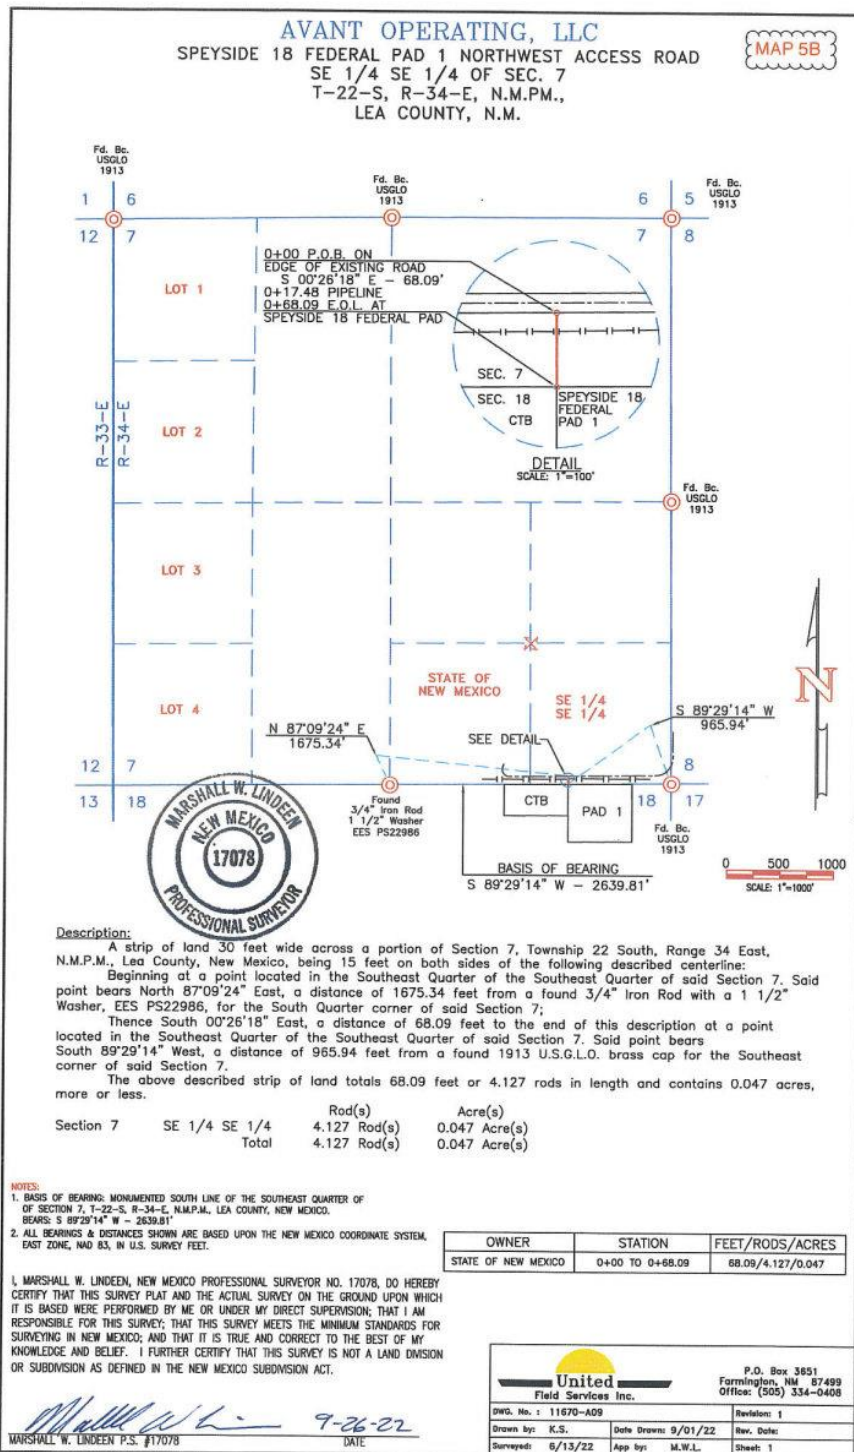 AVANT OPERATING, LLC
SPEYSIDE 18 FEDERAL PAD 1 NORTHWEST ACCESS ROAD
SE 1/4 SE 1/4 OF SEC. 7
T-22-S, R-34-E, N.M.PM.,
LEA COUNTY, N.M.
MAP 5B
Fd. Bc.
USGLO
1913
Fd. Bc.
USGLO
1913
Fd. Bc.
USGLO
1913
1 6
12 7
6 5
7 8
LOT 1
0+00 P.O.B. ON
EDGE OF EXISTING ROAD
S 00°26'18" E - 68.09'
0+17.48 PIPELINE
0+68.09 E.O.L. AT
SPEYSIDE 18 FEDERAL PAD
SEC. 7
SEC. 18
CTB
SPEYSIDE 18
FEDERAL
PAD 1
DETAIL
SCALE: 1"=100'
R-33-E
R-34-E
LOT 2
Fd. Bc.
USGLO
1913
LOT 3
STATE OF
NEW MEXICO
SE 1/4
SE 1/4
LOT 4
N 87°09'24" E
1675.34'
SEE DETAIL
S 89°29'14" W
965.94'
N
12 7
13 18
8
18 17
Found
3/4" Iron Rod
1 1/2" Washer
EES PS22986
CTB
PAD 1
Fd. Bc.
USGLO
1913
BASIS OF BEARING
S 89°29'14" W - 2639.81'
0 500 1000
SCALE: 1"=1000'
MARSHALL W. LINDEEN
NEW MEXICO
17078
PROFESSIONAL SURVEYOR
Description:
A strip of land 30 feet wide across a portion of Section 7, Township 22 South, Range 34 East,
N.M.P.M., Lea County, New Mexico, being 15 feet on both sides of the following described centerline:
Beginning at a point located in the Southeast Quarter of the Southeast Quarter of said Section 7. Said
point bears North 87°09'24" East, a distance of 1675.34 feet from a found 3/4" Iron Rod with a 1 1/2"
Washer, EES PS22986, for the South Quarter corner of said Section 7;
Thence South 00°26'18" East, a distance of 68.09 feet to the end of this description at a point
located in the Southeast Quarter of the Southeast Quarter of said Section 7. Said point bears
South 89°29'14" West, a distance of 965.94 feet from a found 1913 U.S.G.L.O. brass cap for the Southeast
corner of said Section 7.
The above described strip of land totals 68.09 feet or 4.127 rods in length and contains 0.047 acres,
more or less.
Rod(s) Acre(s)
Section 7 SE 1/4 SE 1/4 4.127 Rod(s) 0.047 Acre(s)
Total 4.127 Rod(s) 0.047 Acre(s)
NOTES:
1. BASIS OF BEARING: MONUMENTED SOUTH LINE OF THE SOUTHEAST QUARTER OF
OF SECTION 7, T-22-S, R-34-E, N.M.P.M., LEA COUNTY, NEW MEXICO.
BEARS: S 89°29'14" W - 2639.81'
2. ALL BEARINGS & DISTANCES SHOWN ARE BASED UPON THE NEW MEXICO COORDINATE SYSTEM,
EAST ZONE, NAD 83, IN U.S. SURVEY FEET.
OWNER STATION FEET/RODS/ACRES
STATE OF NEW MEXICO 0+00 TO 0+68.09 68.09/4.127/0.047
I, MARSHALL W. LINDEEN, NEW MEXICO PROFESSIONAL SURVEYOR NO. 17078, DO HEREBY
CERTIFY THAT THIS SURVEY PLAT AND THE ACTUAL SURVEY ON THE GROUND UPON WHICH
IT IS BASED WERE PERFORMED BY ME OR UNDER MY DIRECT SUPERVISION; THAT I AM
RESPONSIBLE FOR THIS SURVEY; THAT THIS SURVEY MEETS THE MINIMUM STANDARDS FOR
SURVEYING IN NEW MEXICO; AND THAT IT IS TRUE AND CORRECT TO THE BEST OF MY
KNOWLEDGE AND BELIEF. I FURTHER CERTIFY THAT THIS SURVEY IS NOT A LAND DIVISION
OR SUBDIVISION AS DEFINED IN THE NEW MEXICO SUBDIVISION ACT.
9-26-22
MARSHALL W. LINDEEN P.S. #17078 DATE
United
Field Services Inc.
P.O. Box 3651
Farmington, NM 87499
Office: (505) 334-0408
DWG. No. : 11670-A09 Revision: 1
Drawn by: K.S. Date Drawn: 9/01/22 Rev. Date:
Surveyed: 6/13/22 App by: M.W.L. Sheet: